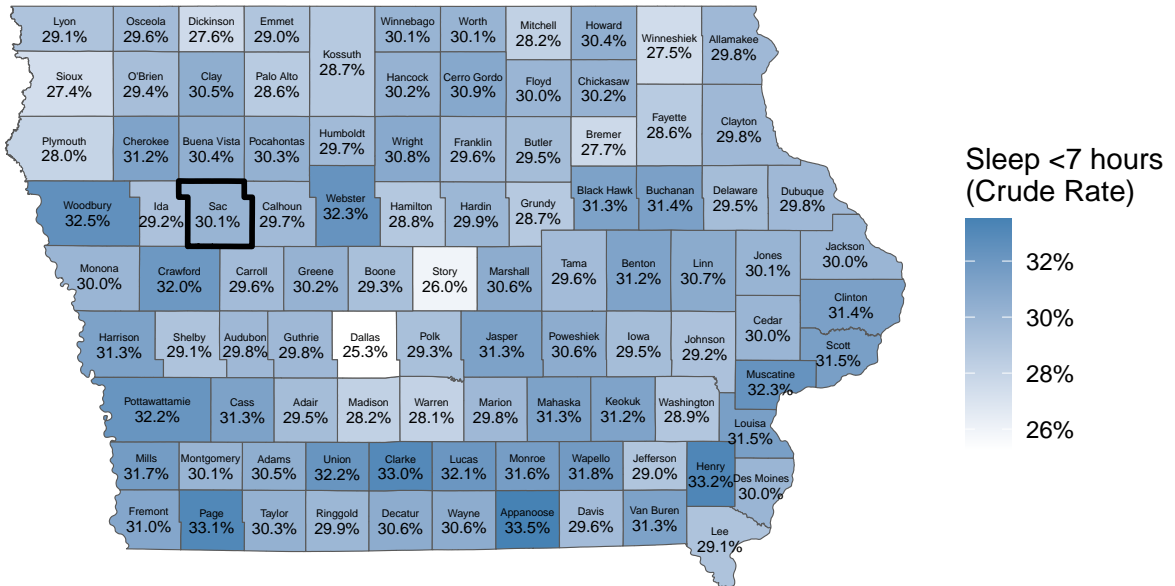 Lyon
29.1%
Osceola
29.6%
Dickinson
27.6%
Emmet
29.0%
Kossuth
28.7%
Winnebago
30.1%
Worth
30.1%
Mitchell
28.2%
Howard
30.4%
Winneshiek
27.5%
Allamakee
29.8%
Sioux
27.4%
O'Brien
29.4%
Clay
30.5%
Palo Alto
28.6%
Hancock
30.2%
Cerro Gordo
30.9%
Floyd
30.0%
Chickasaw
30.2%
Fayette
28.6%
Clayton
29.8%
Plymouth
28.0%
Cherokee
31.2%
Buena Vista
30.4%
Pocahontas
30.3%
Humboldt
29.7%
Wright
30.8%
Franklin
29.6%
Butler
29.5%
Bremer
27.7%
Woodbury
32.5%
Ida
29.2%
Sac
30.1%
Calhoun
29.7%
Webster
32.3%
Hamilton
28.8%
Hardin
29.9%
Grundy
28.7%
Black Hawk
31.3%
Buchanan
31.4%
Delaware
29.5%
Dubuque
29.8%
Monona
30.0%
Crawford
32.0%
Carroll
29.6%
Greene
30.2%
Boone
29.3%
Story
26.0%
Marshall
30.6%
Tama
29.6%
Benton
31.2%
Linn
30.7%
Jones
30.1%
Jackson
30.0%
Clinton
31.4%
Harrison
31.3%
Shelby
29.1%
Audubon
29.8%
Guthrie
29.8%
Dallas
25.3%
Polk
29.3%
Jasper
31.3%
Poweshiek
30.6%
Iowa
29.5%
Johnson
29.2%
Cedar
30.0%
Scott
31.5%
Muscatine
32.3%
Pottawattamie
32.2%
Cass
31.3%
Adair
29.5%
Madison
28.2%
Warren
28.1%
Marion
29.8%
Mahaska
31.3%
Keokuk
31.2%
Washington
28.9%
Louisa
31.5%
Mills
31.7%
Montgomery
30.1%
Adams
30.5%
Union
32.2%
Clarke
33.0%
Lucas
32.1%
Monroe
31.6%
Wapello
31.8%
Jefferson
29.0%
Henry
33.2%
Des Moines
30.0%
Fremont
31.0%
Page
33.1%
Taylor
30.3%
Ringgold
29.9%
Decatur
30.6%
Wayne
30.6%
Appanoose
33.5%
Davis
29.6%
Van Buren
31.3%
Lee
29.1%
Sleep <7 hours
(Crude Rate)
32%
30%
28%
26%